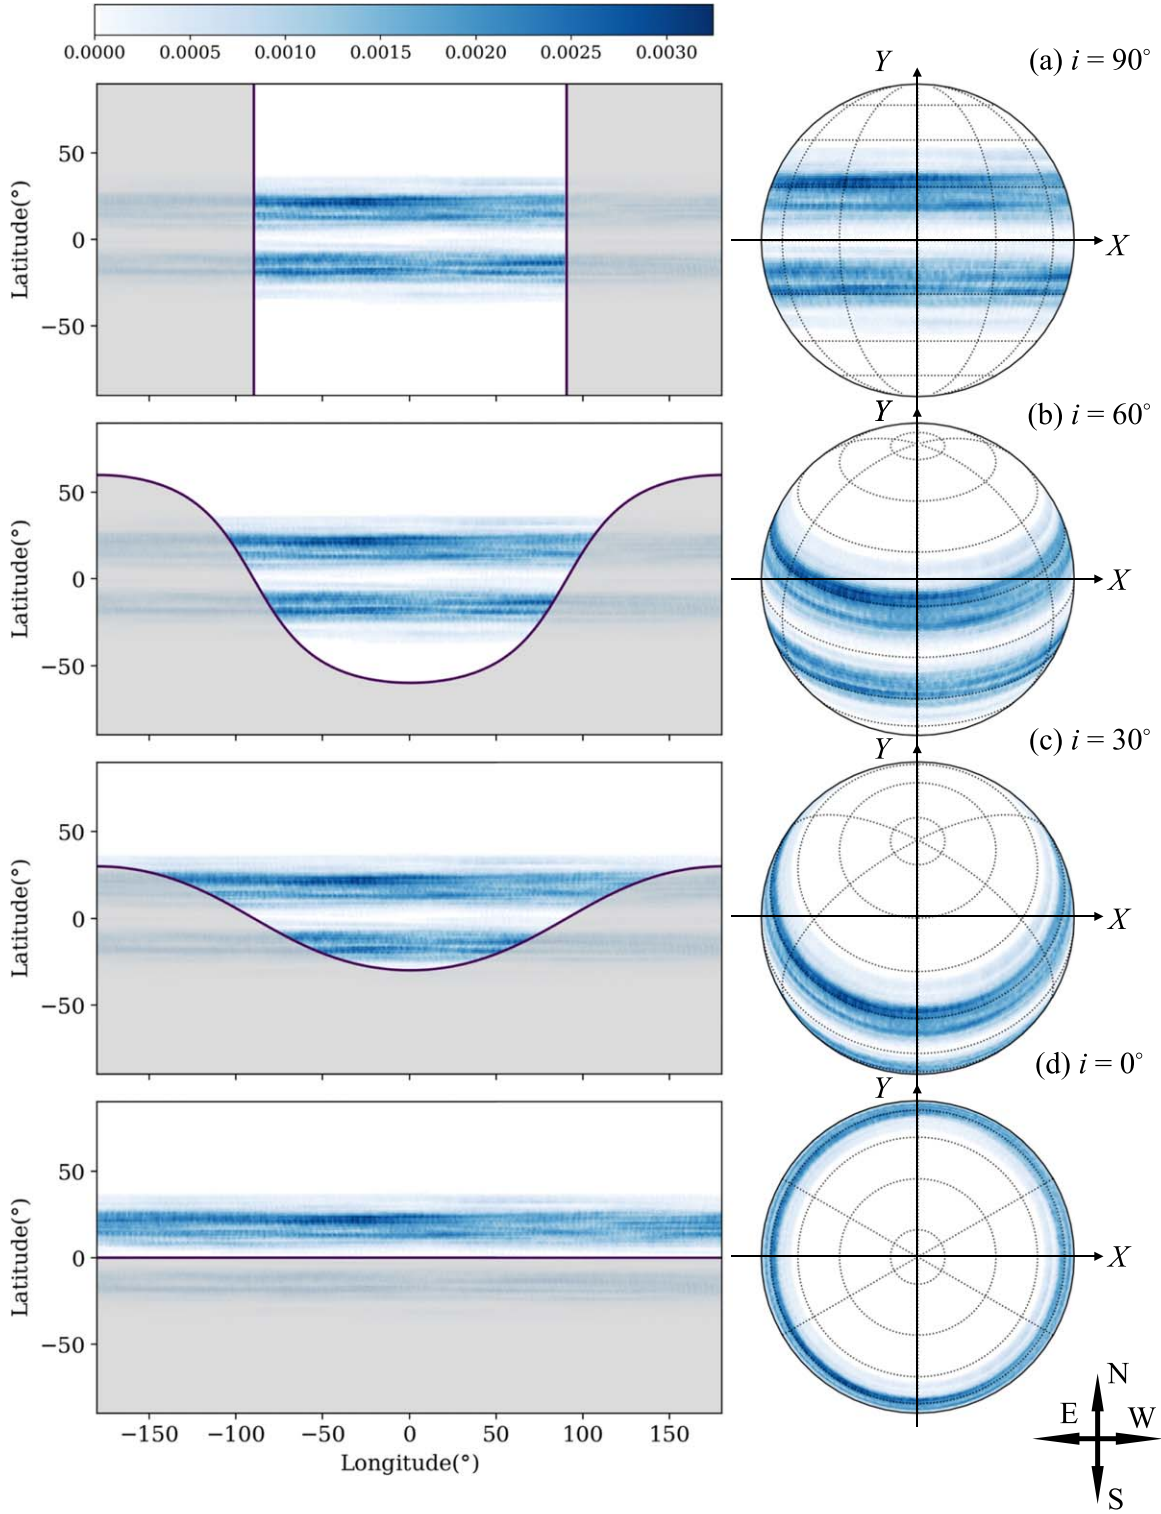 0.0000 0.0005 0.0010 0.0015 0.0020 0.0025 0.0030
(a) i = 90°
Y
50
0
−50
Latitude(°)
X
(b) i = 60°
Y
50
0
−50
Latitude(°)
X
(c) i = 30°
Y
50
0
−50
Latitude(°)
X
(d) i = 0°
Y
50
0
−50
Latitude(°)
X
−150 −100 −50 0 50 100 150
Longitude(°)
N
E W
S